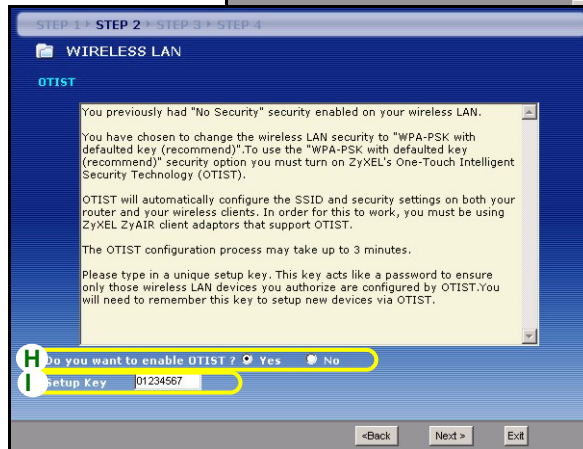 STEP 1 STEP 2 STEP 3 STEP 4
WIRELESS LAN
OTIST
You previously had "No Security" security enabled on your wireless LAN.
You have chosen to change the wireless LAN security to "WPA-PSK with
defaulted key (recommend)".To use the "WPA-PSK with defaulted key
(recommend)" security option you must turn on ZyXEL's One-Touch Intelligent
Security Technology (OTIST).
OTIST will automatically configure the SSID and security settings on both your
router and your wireless clients. In order for this to work, you must be using
ZyXEL ZyAIR client adaptors that support OTIST.
The OTIST configuration process may take up to 3 minutes.
Please type in a unique setup key. This key acts like a password to ensure
only those wireless LAN devices you authorize are configured by OTIST.You
will need to remember this key to setup new devices via OTIST.
H Do you want to enable OTIST ? Yes No
I Setup Key 01234567
<Back Next > Exit